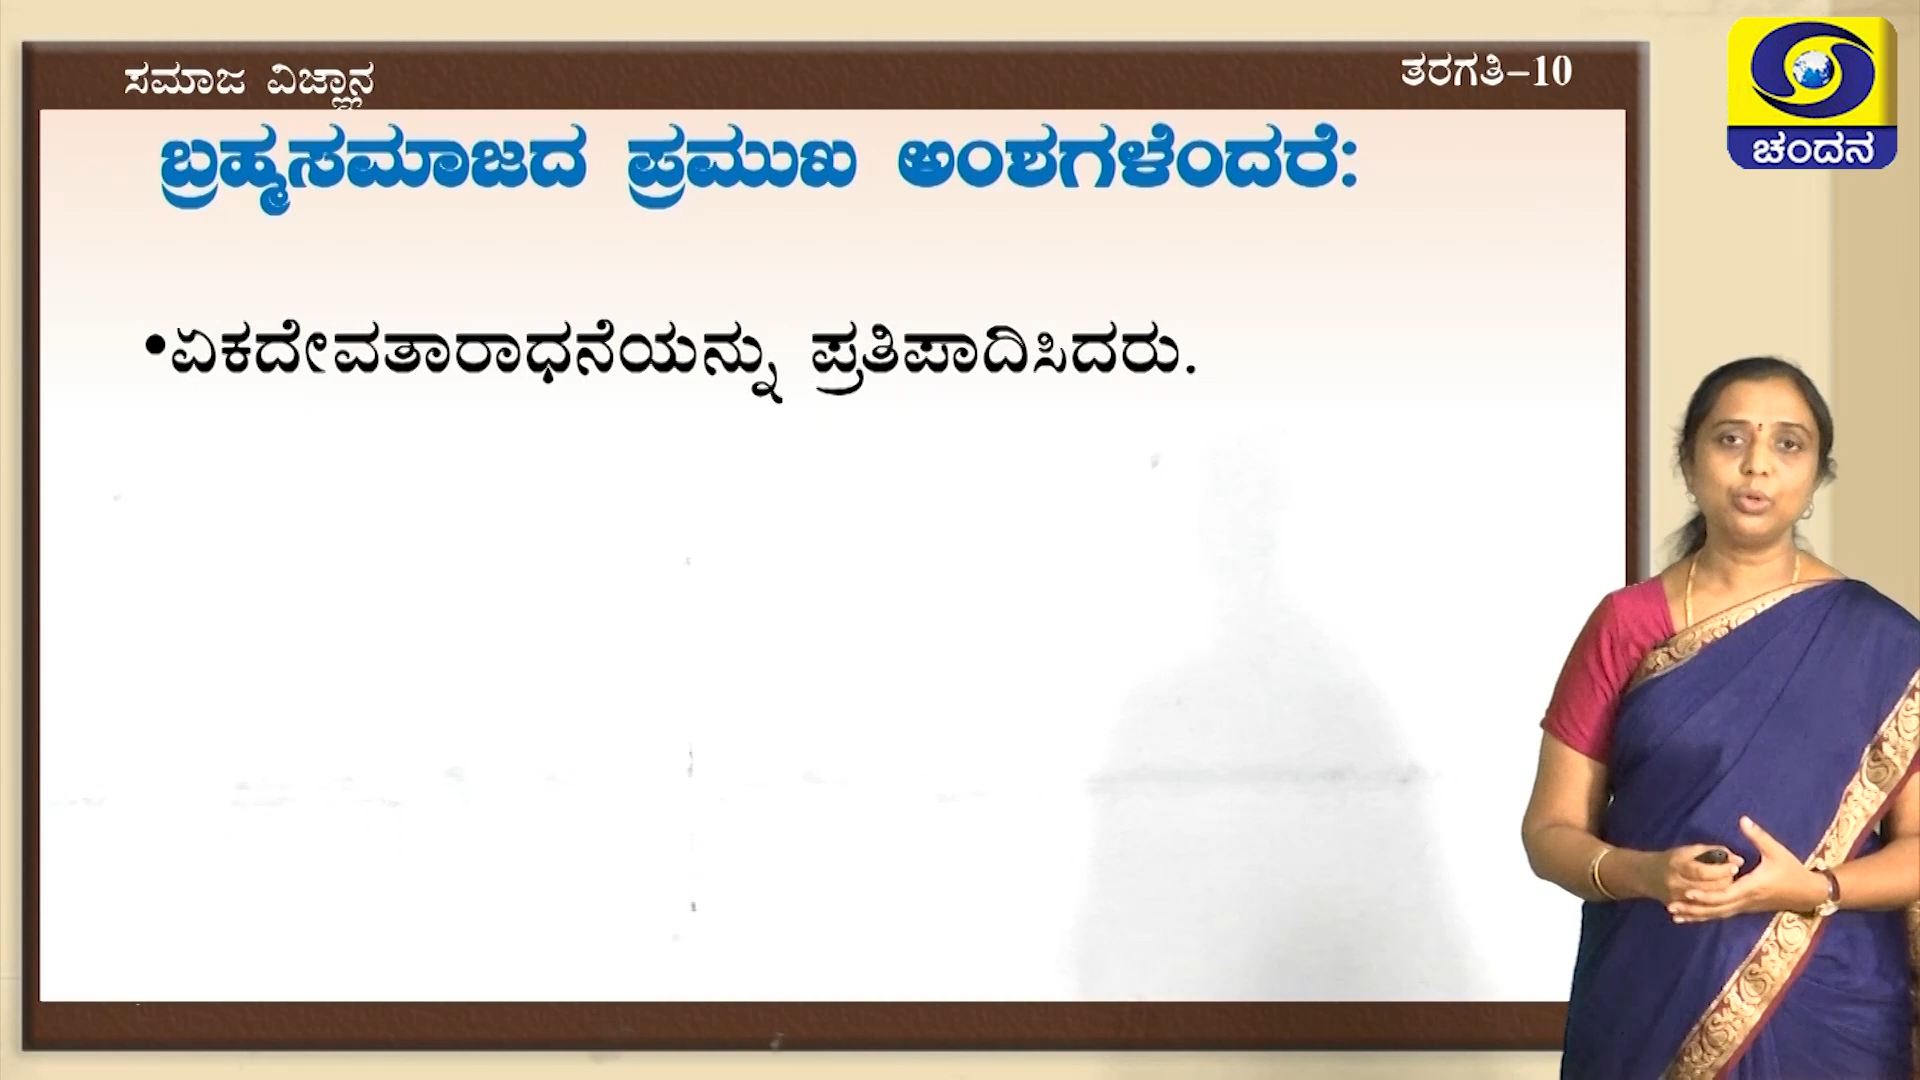 ಸಮಾಜ ವಿಜ್ಞಾನ
ತರಗತಿ-10
ಚಂದನ
ಬ್ರಹ್ಮಸಮಾಜದ ಪ್ರಮುಖ ಅಂಶಗಳೆಂದರೆ:
•ಏಕದೇವತಾರಾಧನೆಯನ್ನು ಪ್ರತಿಪಾದಿಸಿದರು.